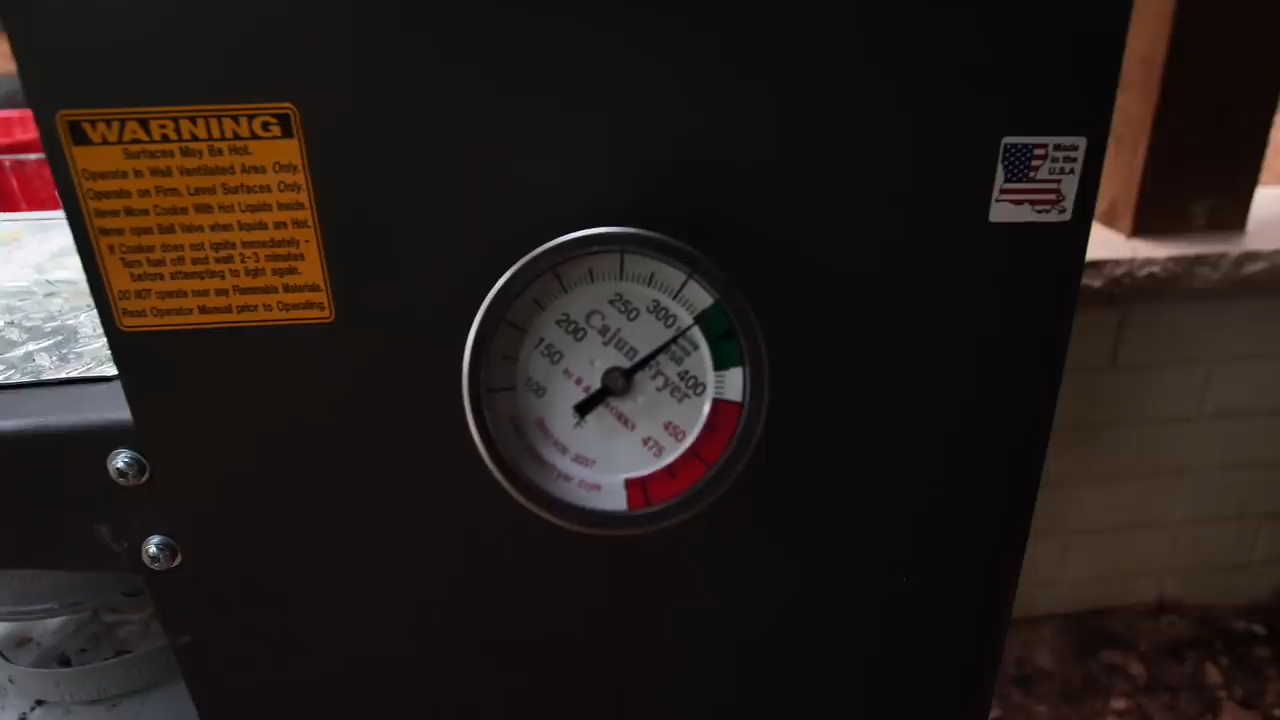 WARNING
Surfaces May Be Hot.
Operate In Well Ventilated Area Only.
Operate on Firm, Level Surfaces Only.
Never Move Cooker With Hot Liquids Inside.
Never open Ball Valve when liquids are Hot.
If Cooker does not ignite immediately -
Turn fuel off and wait 2-3 minutes
before attempting to light again.
DO NOT operate near any Flammable Materials.
Read Operator Manual prior to Operating.
Made
in the
U.S.A
100
150
200
250
300
350
400
450
475
Cajun Fryer
by R &
WORKS
°F